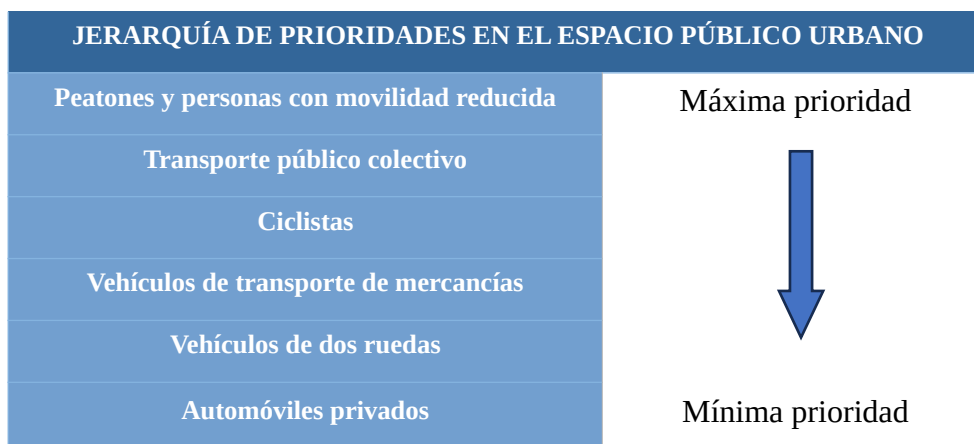 JERARQUÍA DE PRIORIDADES EN EL ESPACIO PÚBLICO URBANO
Peatones y personas con movilidad reducida
Máxima prioridad
Transporte público colectivo
Ciclistas
Vehículos de transporte de mercancías
Vehículos de dos ruedas
Automóviles privados
Mínima prioridad